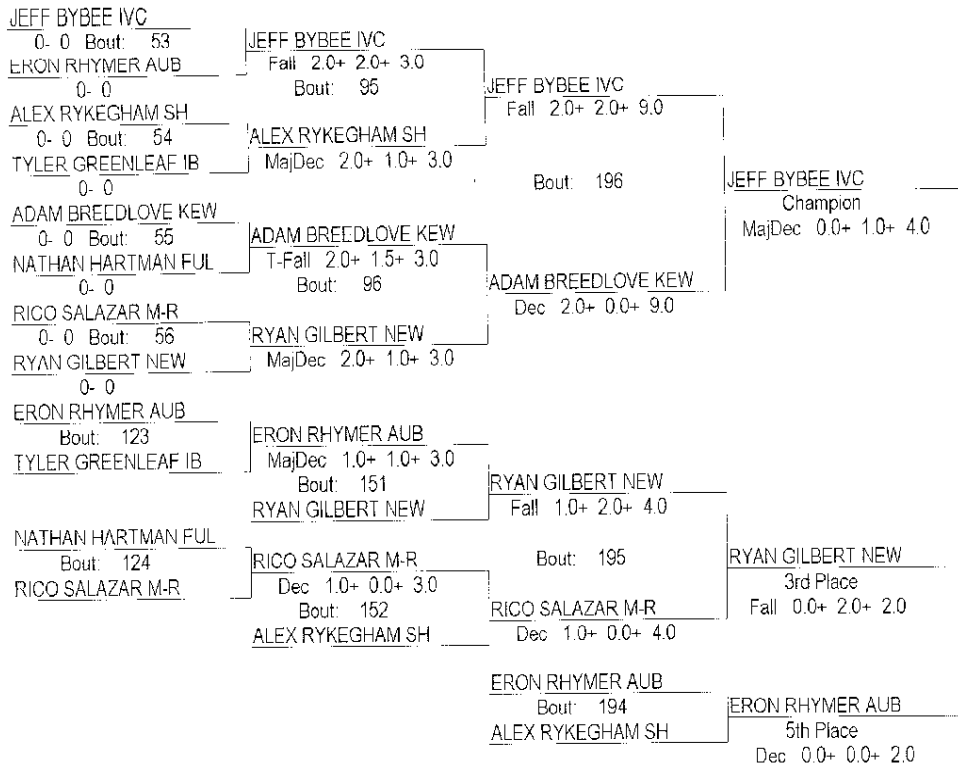 JEFF BYBEE IVC
0- 0 Bout: 53
ERON RHYMER AUB
0- 0
ALEX RYKEGHAM SH
0- 0 Bout: 54
TYLER GREENLEAF IB
0- 0
ADAM BREEDLOVE KEW
0- 0 Bout: 55
NATHAN HARTMAN FUL
0- 0
RICO SALAZAR M-R
0- 0 Bout: 56
RYAN GILBERT NEW
0- 0
JEFF BYBEE IVC
Fall 2.0+ 2.0+ 3.0
Bout: 95
ALEX RYKEGHAM SH
MajDec 2.0+ 1.0+ 3.0
ADAM BREEDLOVE KEW
T-Fall 2.0+ 1.5+ 3.0
Bout: 96
RYAN GILBERT NEW
MajDec 2.0+ 1.0+ 3.0
JEFF BYBEE IVC
Fall 2.0+ 2.0+ 9.0
Bout: 196
ADAM BREEDLOVE KEW
Dec 2.0+ 0.0+ 9.0
JEFF BYBEE IVC
Champion
MajDec 0.0+ 1.0+ 4.0
ERON RHYMER AUB
Bout: 123
TYLER GREENLEAF IB
NATHAN HARTMAN FUL
Bout: 124
RICO SALAZAR M-R
ERON RHYMER AUB
MajDec 1.0+ 1.0+ 3.0
Bout: 151
RYAN GILBERT NEW
RICO SALAZAR M-R
Dec 1.0+ 0.0+ 3.0
Bout: 152
ALEX RYKEGHAM SH
RYAN GILBERT NEW
Fall 1.0+ 2.0+ 4.0
Bout: 195
RICO SALAZAR M-R
Dec 1.0+ 0.0+ 4.0
RYAN GILBERT NEW
3rd Place
Fall 0.0+ 2.0+ 2.0
ERON RHYMER AUB
Bout: 194
ALEX RYKEGHAM SH
ERON RHYMER AUB
5th Place
Dec 0.0+ 0.0+ 2.0